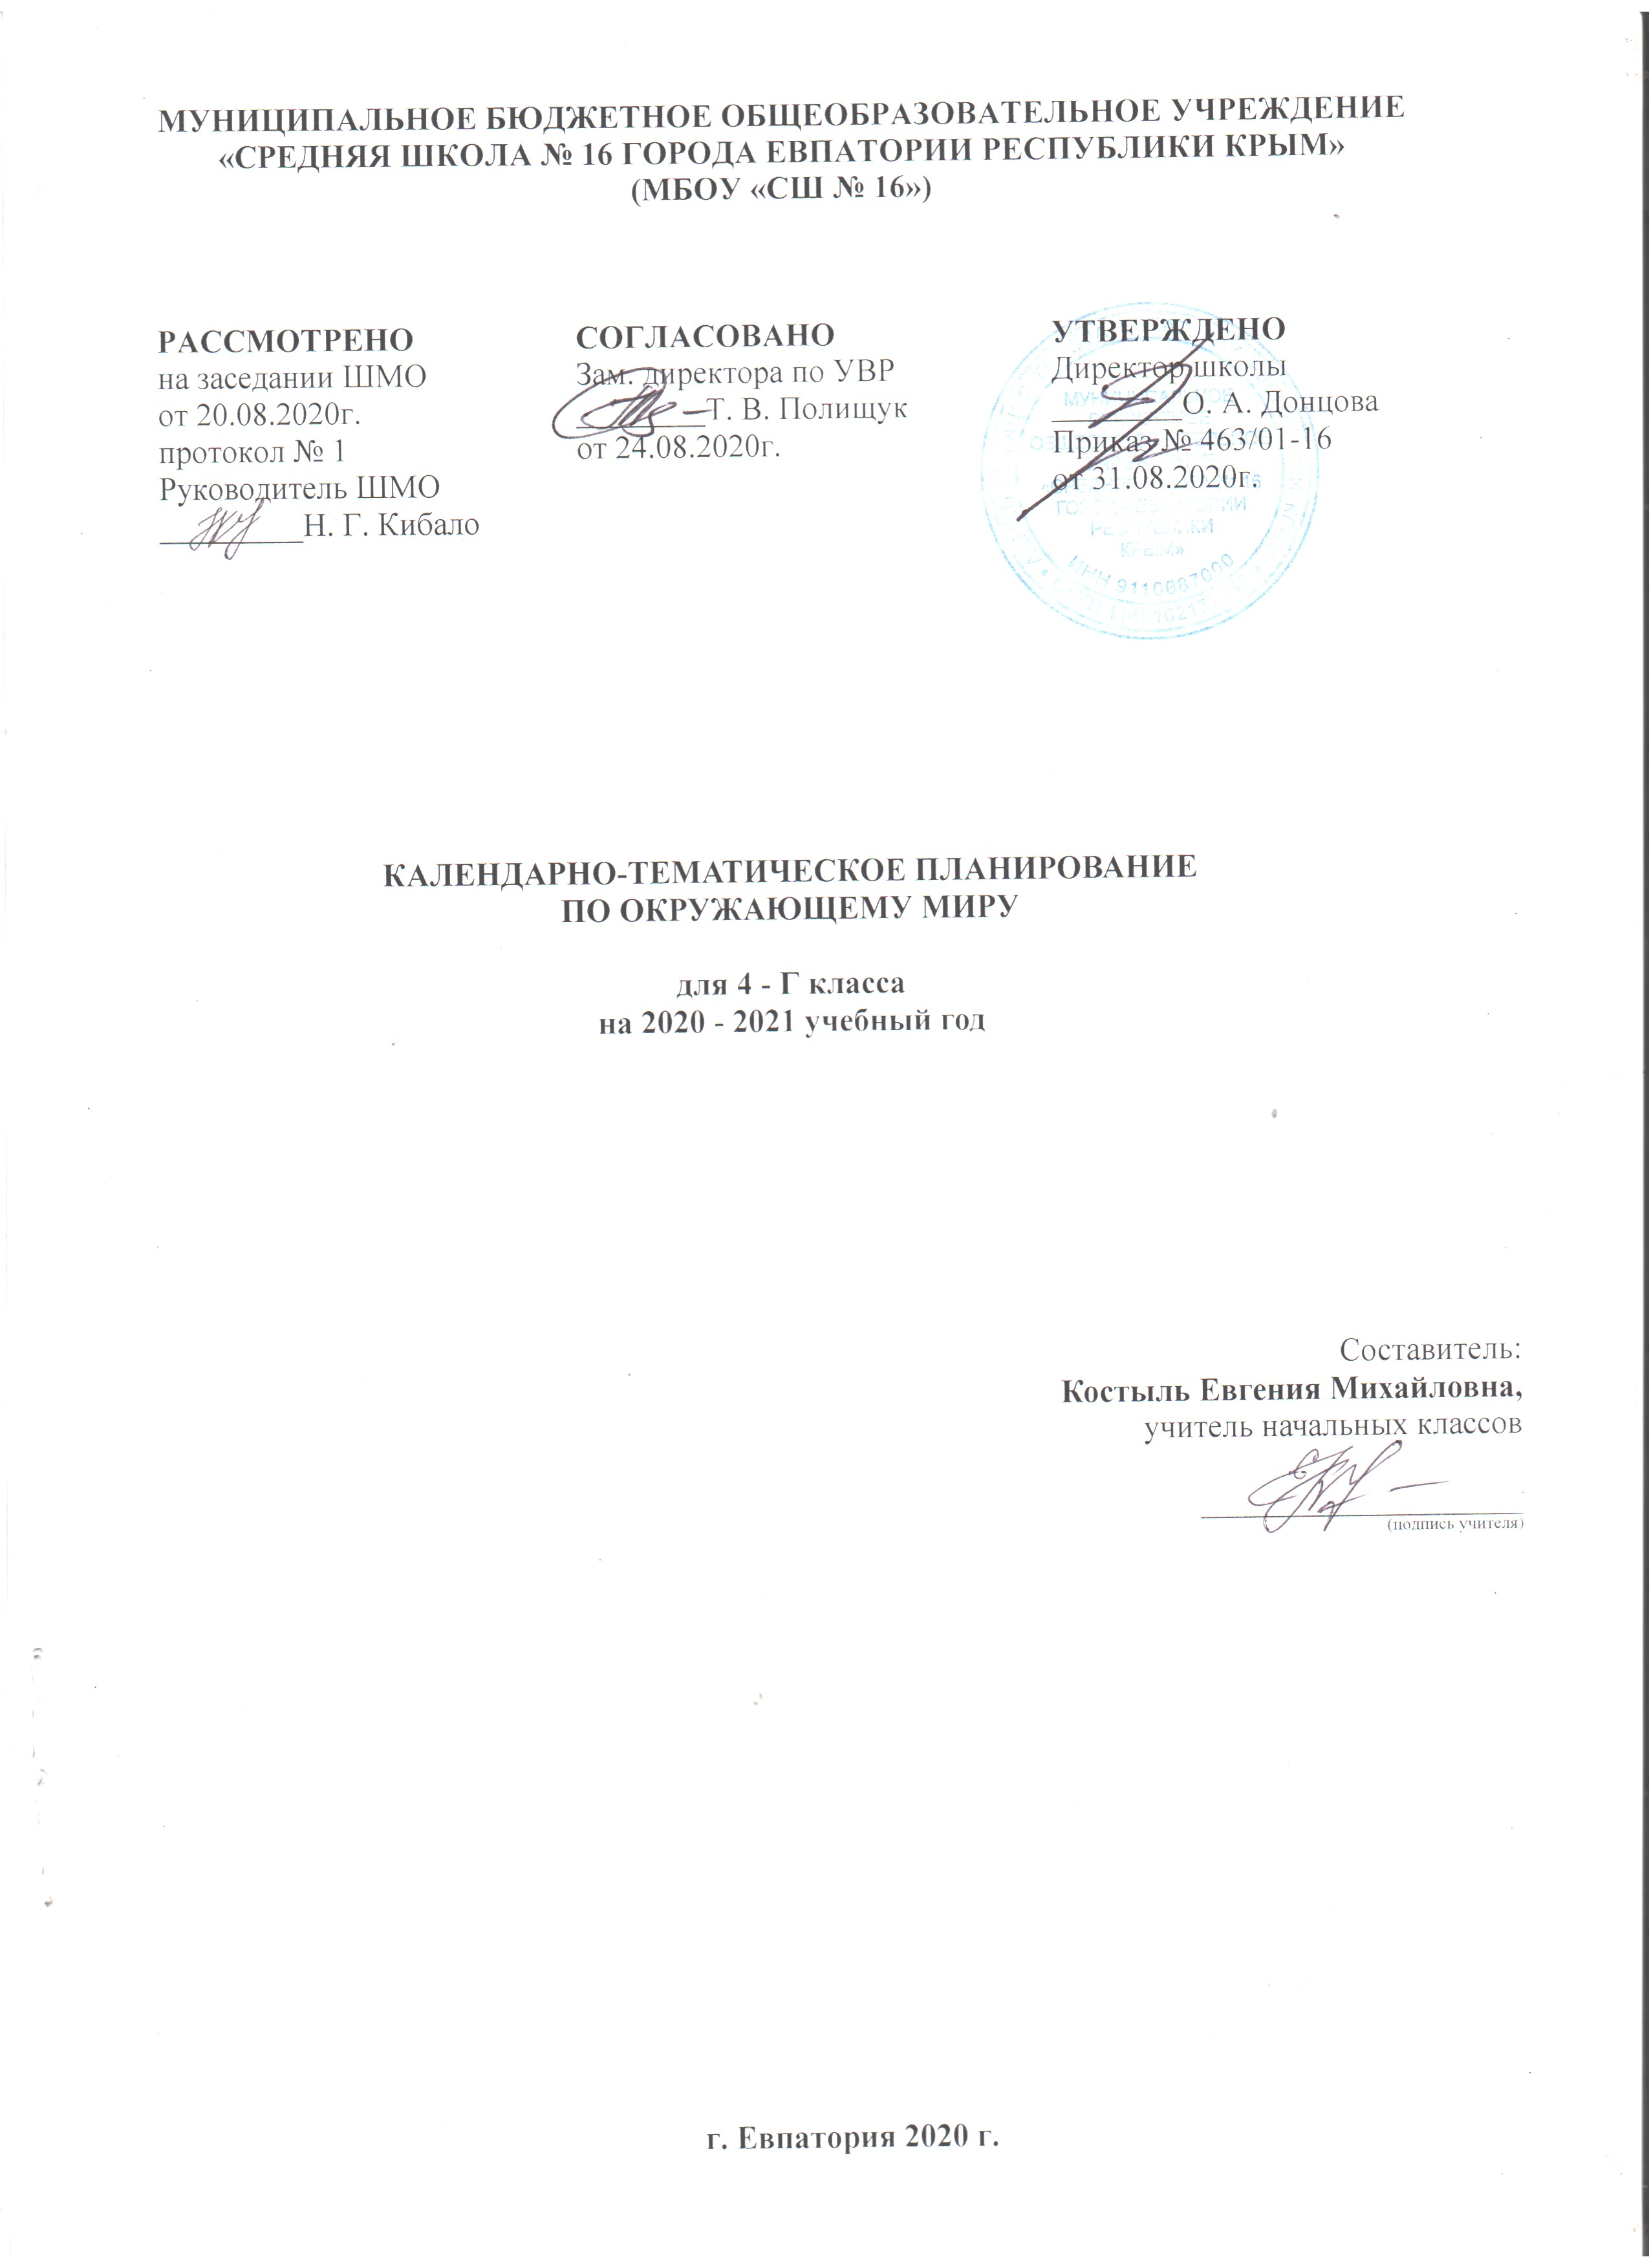 МУНИЦИПАЛЬНОЕ БЮДЖЕТНОЕ ОБЩЕОБРАЗОВАТЕЛЬНОЕ УЧРЕЖДЕНИЕ
«СРЕДНЯЯ ШКОЛА № 16 ГОРОДА ЕВПАТОРИИ РЕСПУБЛИКИ КРЫМ»
(МБОУ «СШ № 16»)
РАССМОТРЕНО
на заседании ШМО
от 20.08.2020г.
протокол № 1
Руководитель ШМО
Н. Г. Кибало
СОГЛАСОВАНО
Зам. директора по УВР
Т. В. Полищук
от 24.08.2020г.
УТВЕРЖДЕНО
Директор школы
О. А. Донцова
Приказ № 463/01-16
от 31.08.2020г.
КРЫМ»
ИНН 9110087000
КАЛЕНДАРНО-ТЕМАТИЧЕСКОЕ ПЛАНИРОВАНИЕ
ПО ОКРУЖАЮЩЕМУ МИРУ
для 4 - Г класса
на 2020 - 2021 учебный год
Составитель:
Костыль Евгения Михайловна,
учитель начальных классов
(подпись учителя)
г. Евпатория 2020 г.